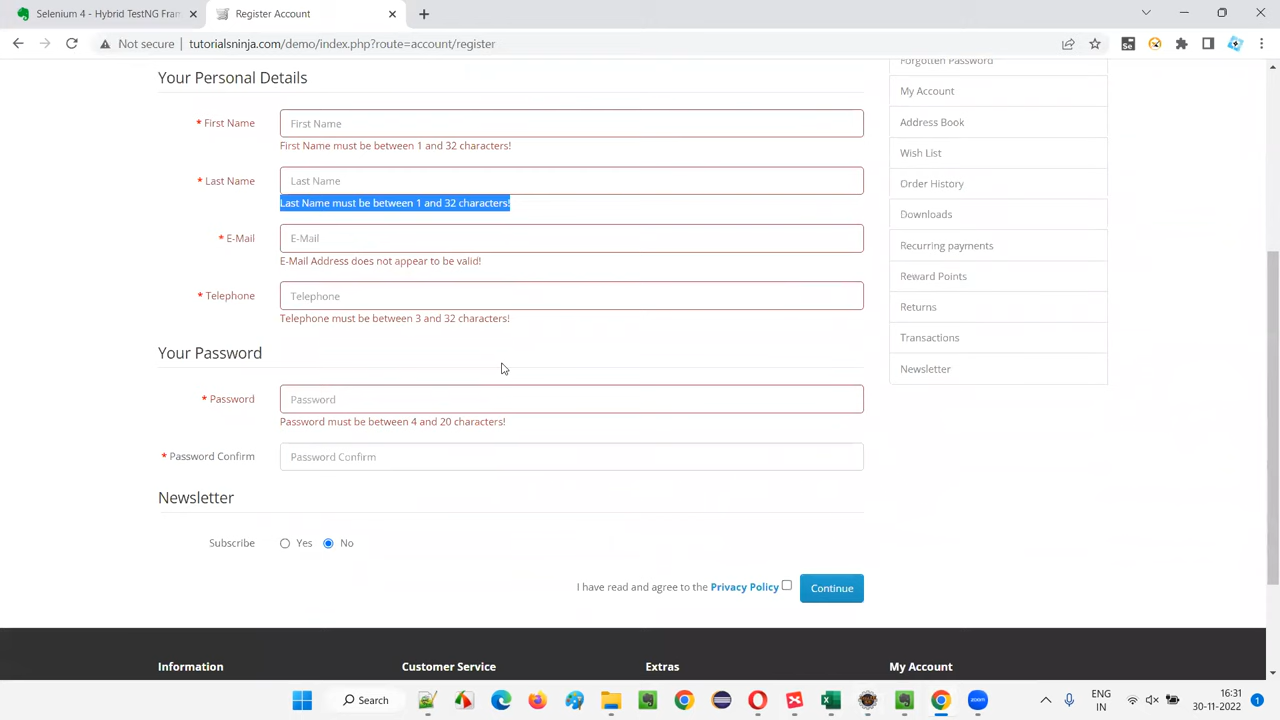 Selenium 4 - Hybrid TestNG Fran
Register Account
Not secure tutorialsninja.com/demo/index.php?route=account/register
Forgotten Password
Your Personal Details
My Account
* First Name First Name
First Name must be between 1 and 32 characters!
Address Book
Wish List
* Last Name Last Name
Last Name must be between 1 and 32 characters!
Order History
Downloads
* E-Mail E-Mail
E-Mail Address does not appear to be valid!
Recurring payments
Reward Points
* Telephone Telephone
Telephone must be between 3 and 32 characters!
Returns
Transactions
Newsletter
Your Password
* Password Password
Password must be between 4 and 20 characters!
* Password Confirm Password Confirm
Newsletter
Subscribe Yes No
I have read and agree to the Privacy Policy Continue
Information Customer Service Extras My Account
Search
zoom
ENG
IN
16:31
30-11-2022
1